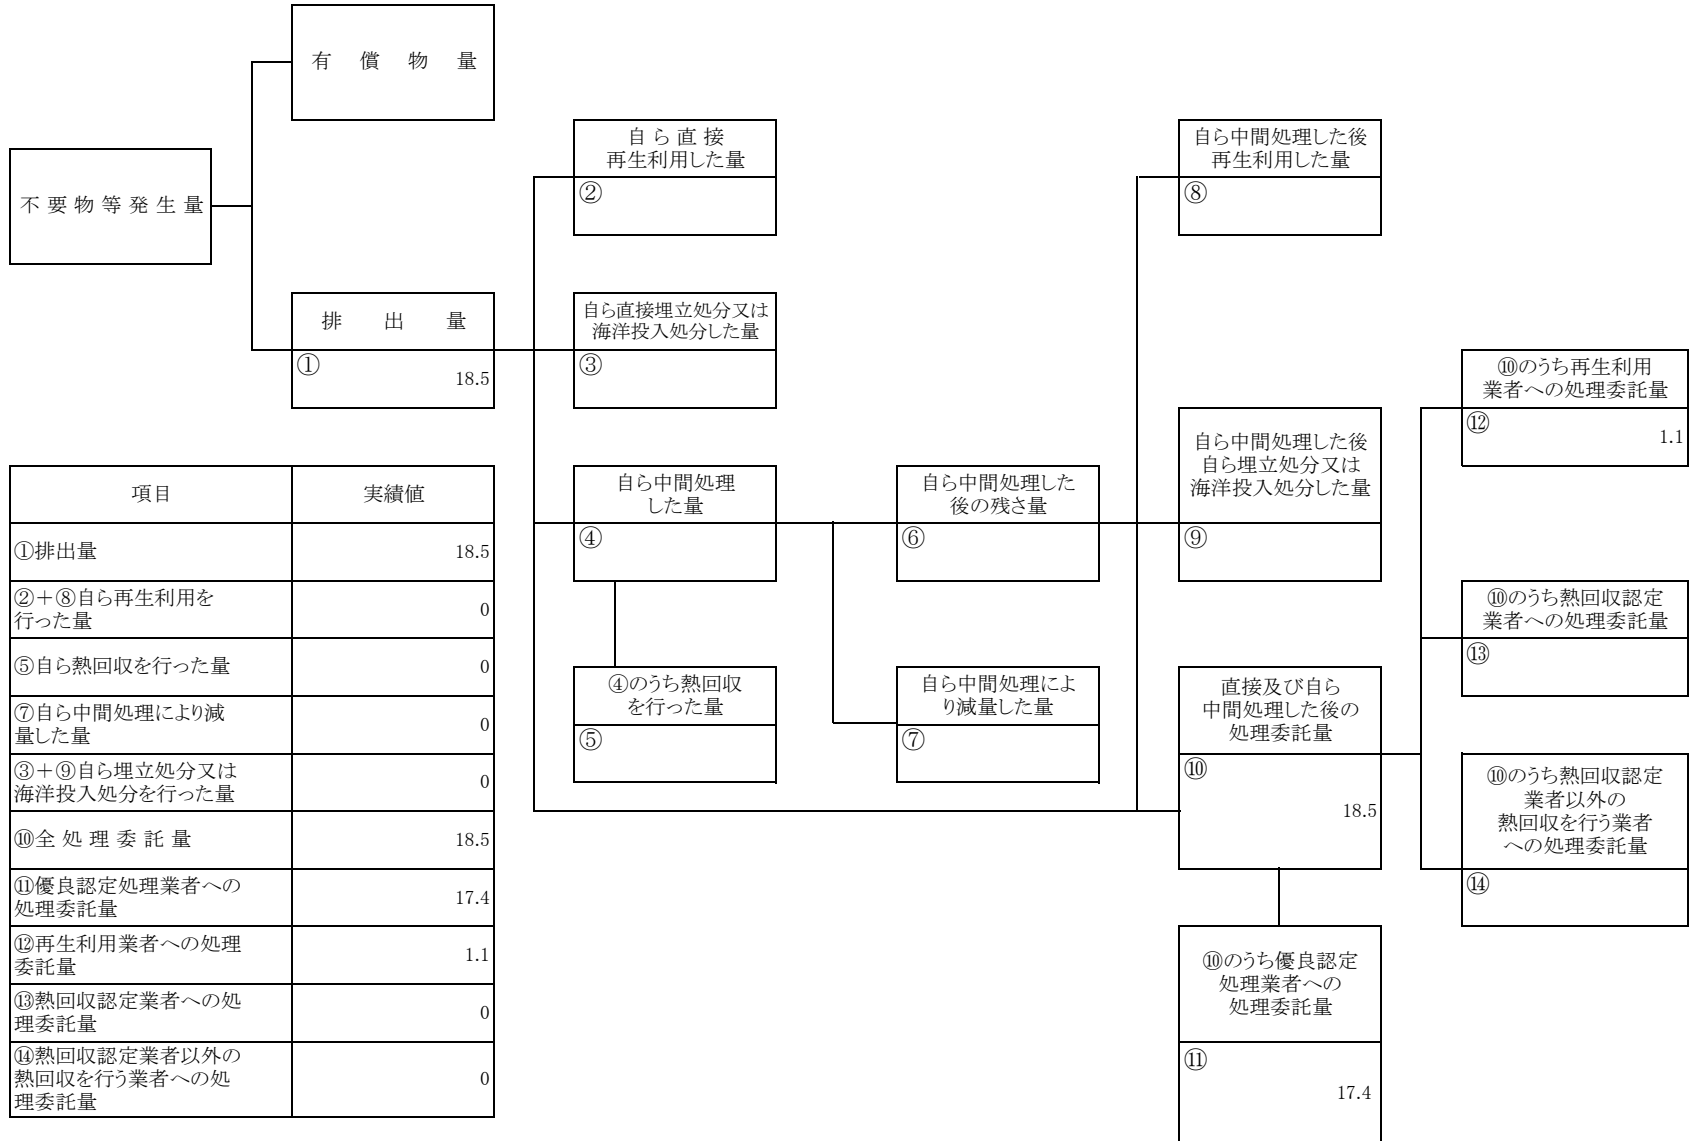 有償物量
不要物等発生量
排出量
①
18.5
自ら直接
再生利用した量
②
自ら直接埋立処分又は
海洋投入処分した量
③
自ら中間処理
した量
④
④のうち熱回収
を行った量
⑤
自ら中間処理した
後の残さ量
⑥
自ら中間処理によ
り減量した量
⑦
自ら中間処理した後
再生利用した量
⑧
自ら中間処理した後
自ら埋立処分又は
海洋投入処分した量
⑨
直接及び自ら
中間処理した後の
処理委託量
⑩
18.5
⑩のうち優良認定
処理業者への
処理委託量
⑪
17.4
⑩のうち再生利用
業者への処理委託量
⑫
1.1
⑩のうち熱回収認定
業者への処理委託量
⑬
⑩のうち熱回収認定
業者以外の
熱回収を行う業者
への処理委託量
⑭
項目 実績値
①排出量 18.5
②＋⑧自ら再生利用を
行った量
0
⑤自ら熱回収を行った量 0
⑦自ら中間処理により減
量した量
0
③＋⑨自ら埋立処分又は
海洋投入処分を行った量
0
⑩全処理委託量 18.5
⑪優良認定処理業者への
処理委託量
17.4
⑫再生利用業者への処理
委託量
1.1
⑬熱回収認定業者への処
理委託量
0
⑭熱回収認定業者以外の
熱回収を行う業者への処
理委託量
0